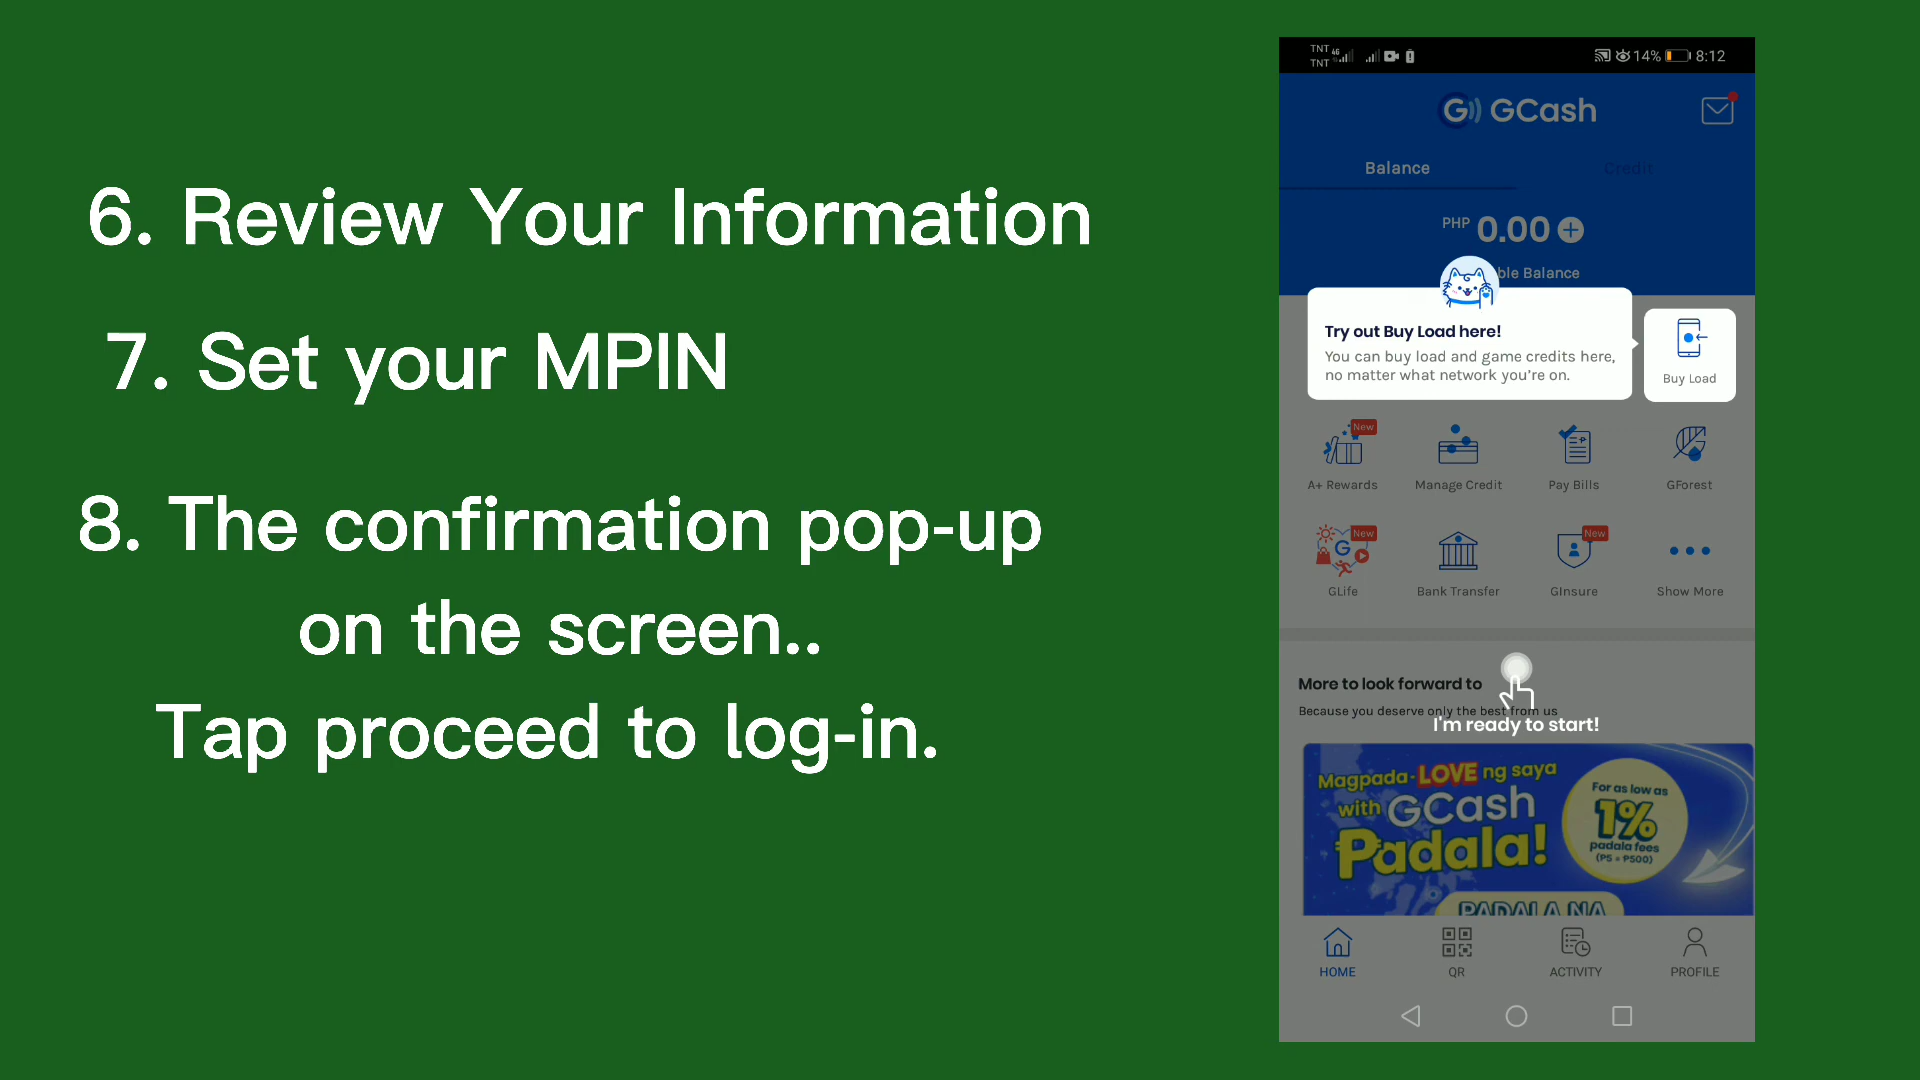 6. Review Your Information
7. Set your MPIN
8. The confirmation pop-up
on the screen..
Tap proceed to log-in.
TNT 4G
TNT
14% 8:12
GCash
Balance
Credit
PHP 0.00
ble Balance
Try out Buy Load here!
You can buy load and game credits here,
no matter what network you're on.
Buy Load
New
A+ Rewards
Manage Credit
Pay Bills
GForest
New
New
GLife
Bank Transfer
GInsure
Show More
More to look forward to
Because you deserve only the best from us
I'm ready to start!
Magpada-LOVE ng saya
with GCash
Padala!
For as low as
1%
padala fees
(P5 = P500)
PADALA NA
HOME
QR
ACTIVITY
PROFILE